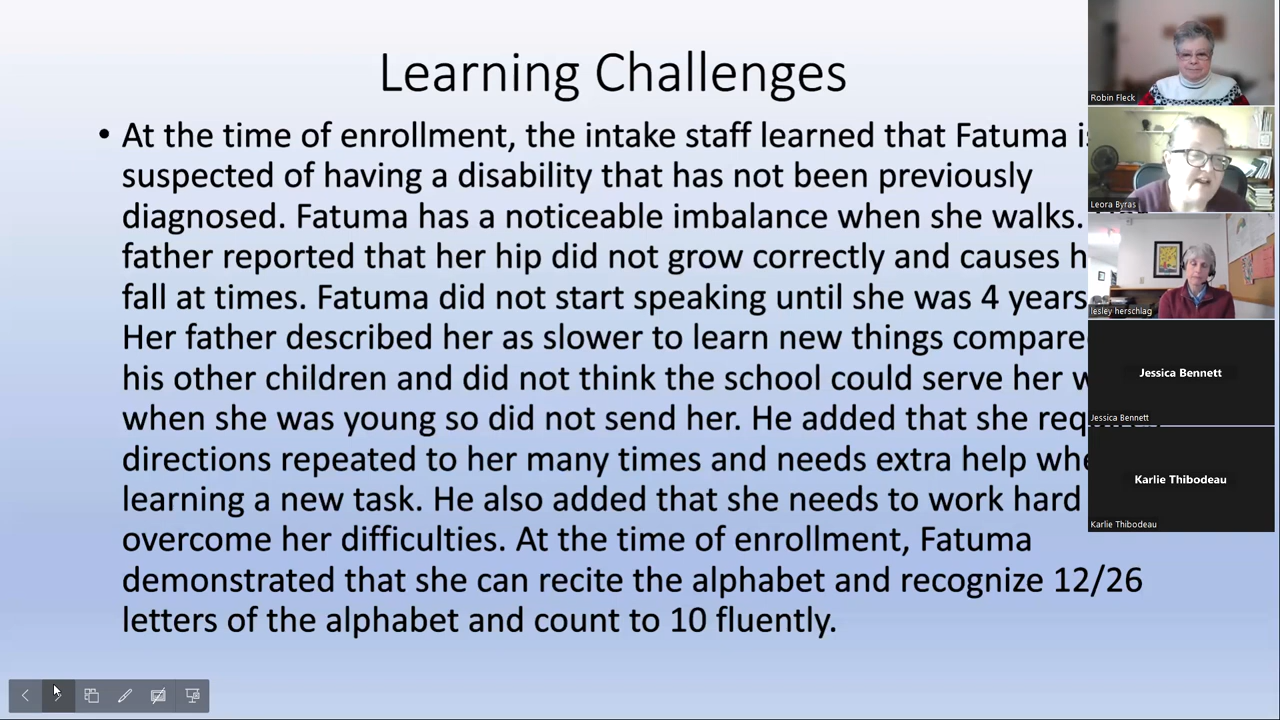 Learning Challenges
• At the time of enrollment, the intake staff learned that Fatuma
suspected of having a disability that has not been previously
diagnosed. Fatuma has a noticeable imbalance when she walks.
father reported that her hip did not grow correctly and causes
fall at times. Fatuma did not start speaking until she was 4 years
Her father described her as slower to learn new things
his other children and did not think the school could serve her
when she was young so did not send her. He added that she
directions repeated to her many times and needs extra help
learning a new task. He also added that she needs to work hard
overcome her difficulties. At the time of enrollment, Fatuma
demonstrated that she can recite the alphabet and recognize 12/26
letters of the alphabet and count to 10 fluently.
Robin Fleck
Leora Byras
lesley herschlag
Jessica Bennett
Jessica Bennett
Karlie Thibodeau
Karlie Thibodeau